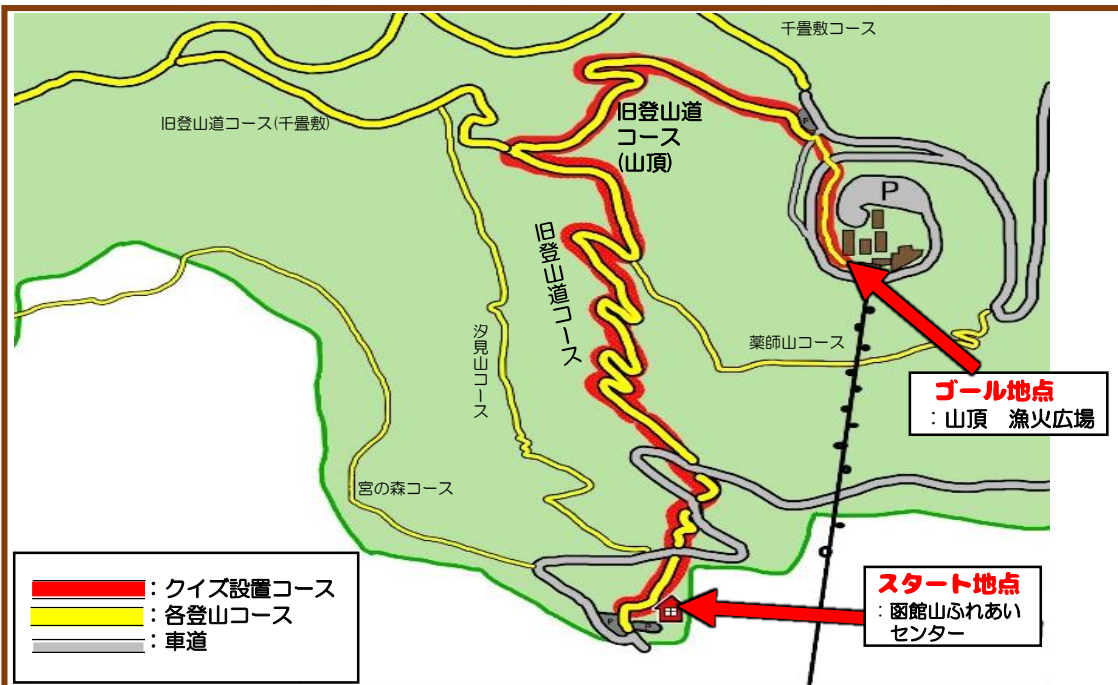 千畳敷コース
旧登山道コース(千畳敷)
旧登山道
コース
(山頂)
P
P
旧登山道コース
汐見山コース
薬師山コース
ゴール地点
：山頂　漁火広場
宮の森コース
スタート地点
：函館山ふれあい
センター
P
P
：クイズ設置コース
：各登山コース
：車道